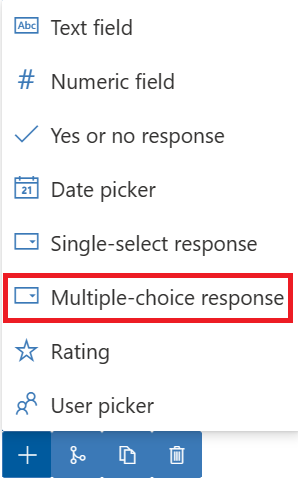 Abc Text field
# Numeric field
Yes or no response
21 Date picker
Single-select response
Multiple-choice response
Rating
User picker